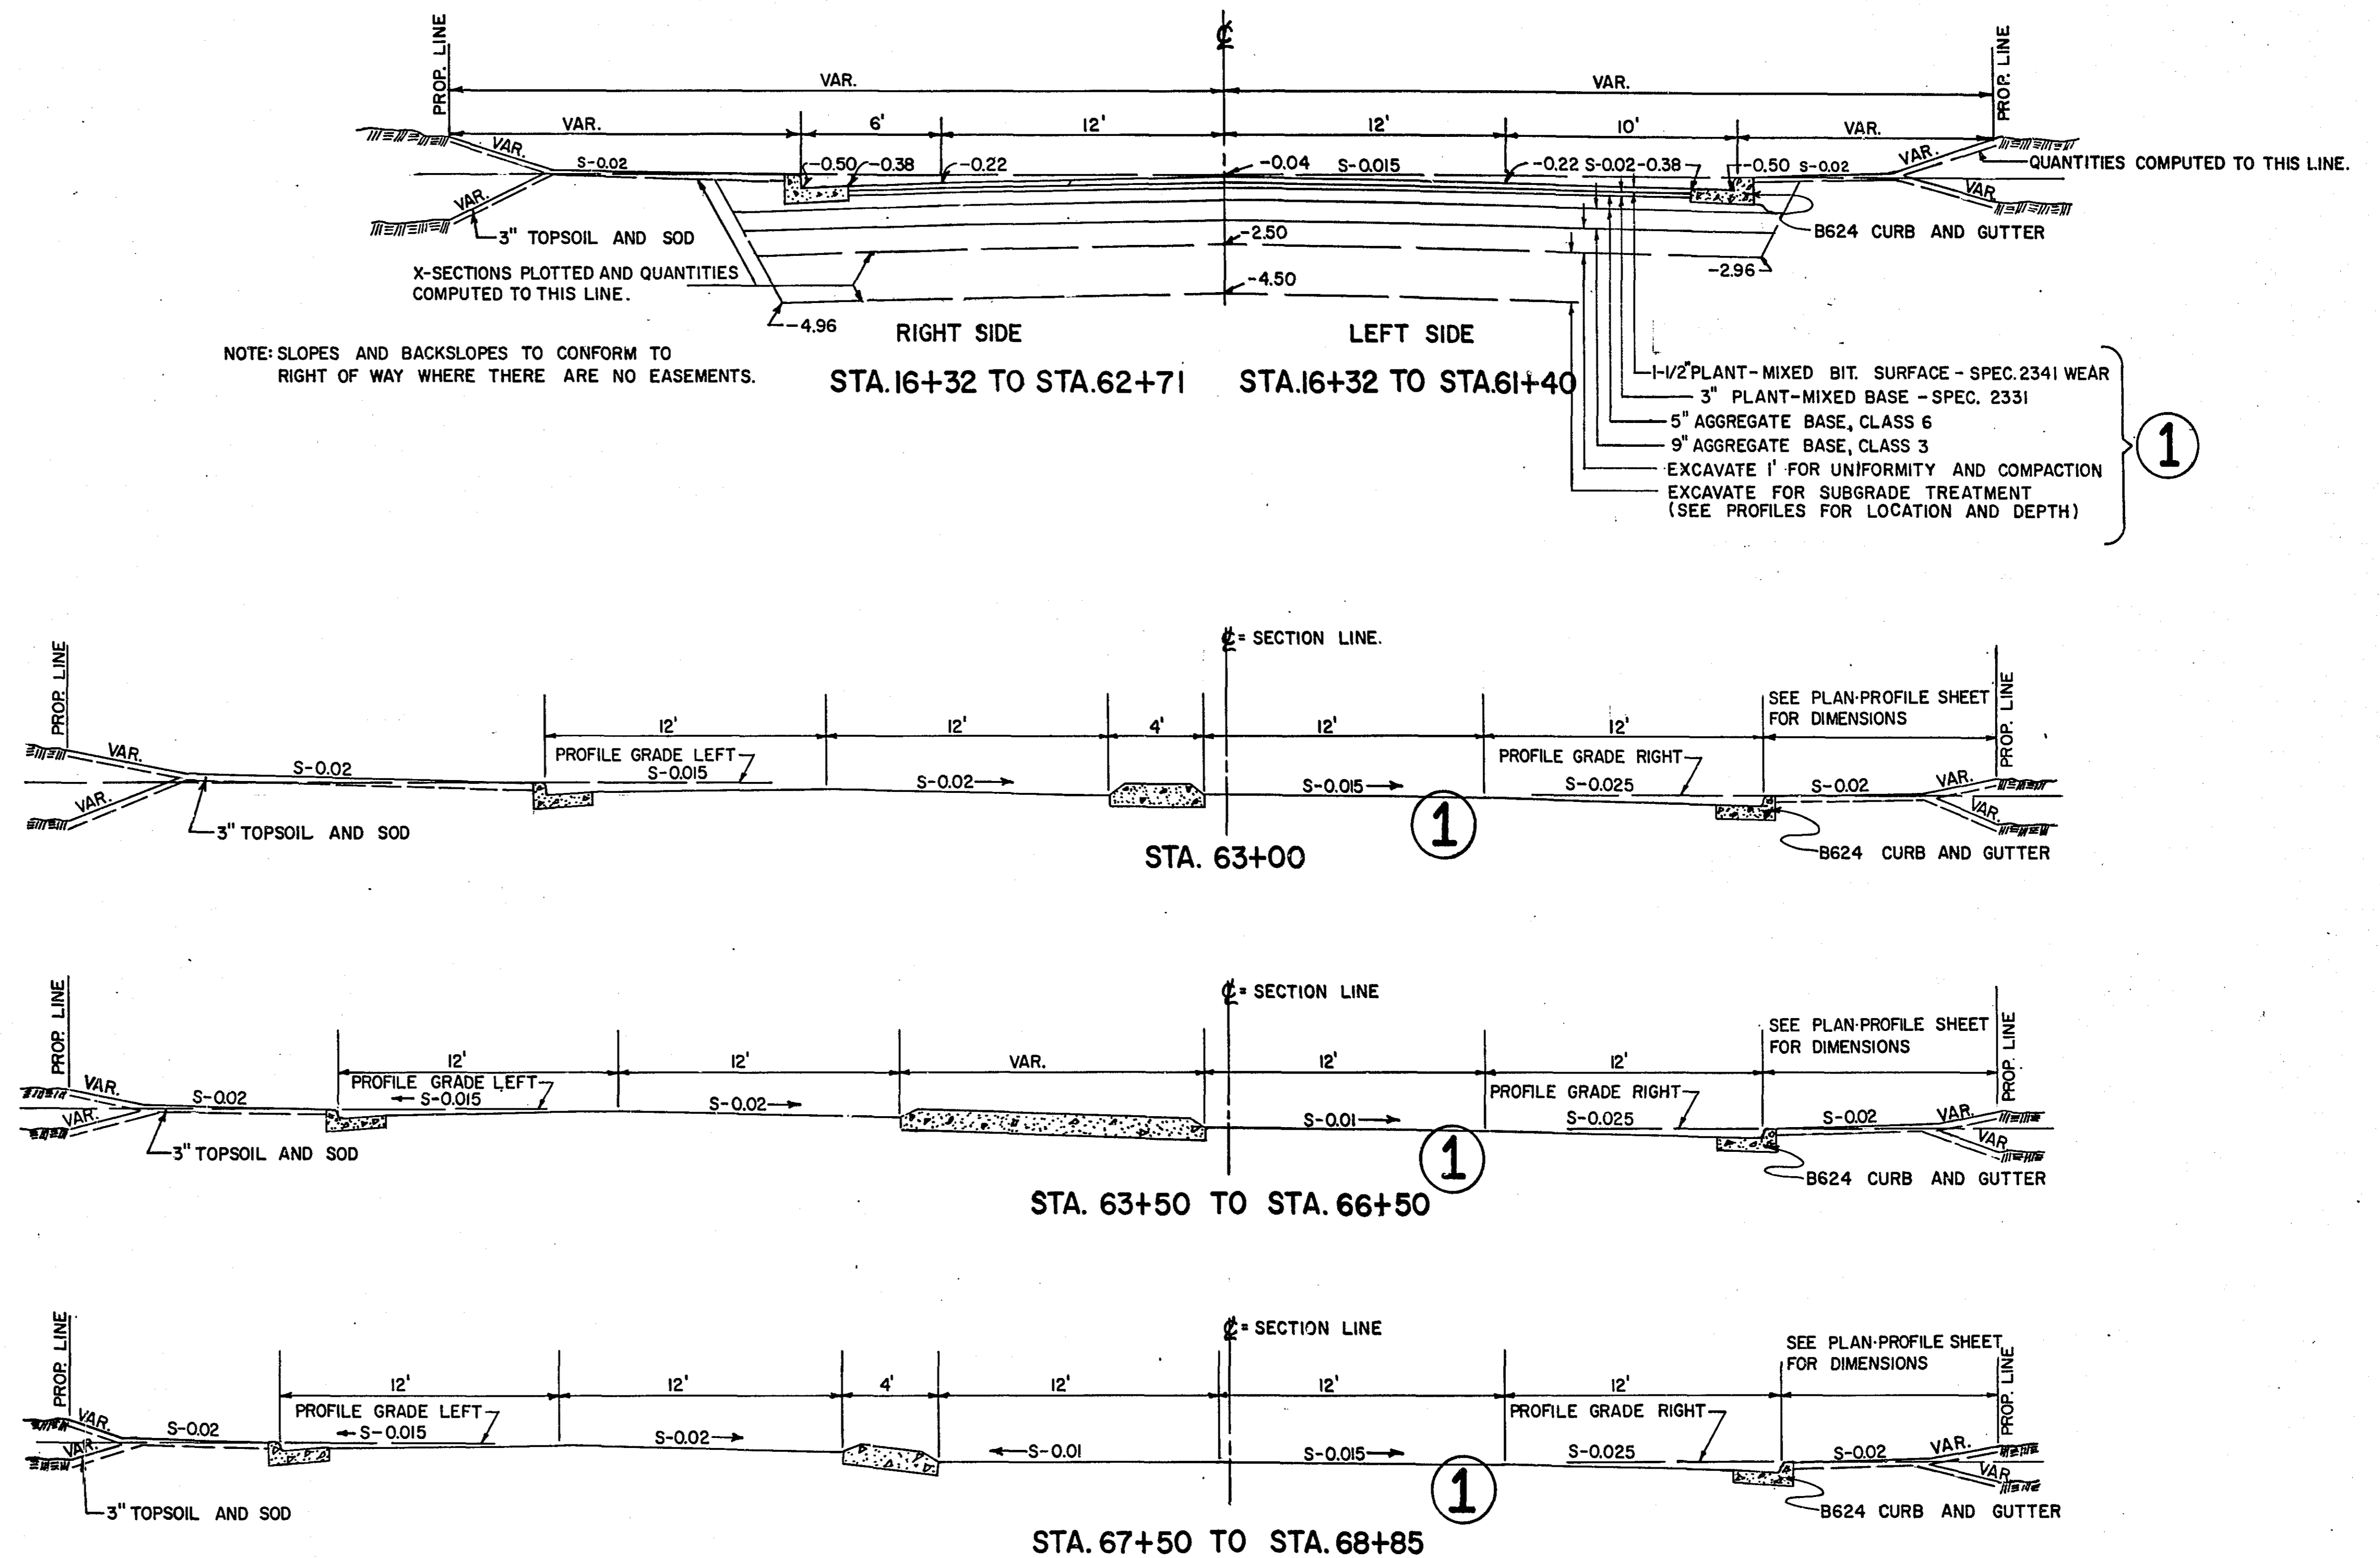 ℄
PROP. LINE
PROP. LINE
VAR.
VAR.
VAR.
6'
12'
12'
10'
VAR.
VAR.
S-0.02
-0.50
-0.38
-0.22
-0.04
S-0.015
-0.22
S-0.02
-0.38
-0.50
S-0.02
VAR.
QUANTITIES COMPUTED TO THIS LINE.
VAR.
VAR.
3" TOPSOIL AND SOD
-2.50
B624 CURB AND GUTTER
X-SECTIONS PLOTTED AND QUANTITIES
COMPUTED TO THIS LINE.
-2.96
-4.50
-4.96
RIGHT SIDE
LEFT SIDE
NOTE: SLOPES AND BACKSLOPES TO CONFORM TO
RIGHT OF WAY WHERE THERE ARE NO EASEMENTS.
STA.16+32 TO STA.62+71
STA.16+32 TO STA.61+40
1-1/2" PLANT-MIXED BIT. SURFACE - SPEC. 2341 WEAR
3" PLANT-MIXED BASE - SPEC. 2331
5" AGGREGATE BASE, CLASS 6
9" AGGREGATE BASE, CLASS 3
EXCAVATE 1' FOR UNIFORMITY AND COMPACTION
EXCAVATE FOR SUBGRADE TREATMENT
(SEE PROFILES FOR LOCATION AND DEPTH)
1
℄ = SECTION LINE.
PROP. LINE
PROP. LINE
SEE PLAN-PROFILE SHEET
FOR DIMENSIONS
12'
12'
4'
12'
12'
VAR.
S-0.02
PROFILE GRADE LEFT
S-0.015
S-0.02
S-0.015
PROFILE GRADE RIGHT
S-0.025
S-0.02
VAR.
VAR.
VAR.
3" TOPSOIL AND SOD
1
B624 CURB AND GUTTER
STA. 63+00
℄ = SECTION LINE
PROP. LINE
PROP. LINE
SEE PLAN-PROFILE SHEET
FOR DIMENSIONS
12'
12'
VAR.
12'
12'
VAR.
S-0.02
PROFILE GRADE LEFT
S-0.015
S-0.02
S-0.01
PROFILE GRADE RIGHT
S-0.025
S-0.02
VAR.
VAR.
VAR.
3" TOPSOIL AND SOD
1
B624 CURB AND GUTTER
STA. 63+50 TO STA. 66+50
℄ = SECTION LINE
PROP. LINE
PROP. LINE
SEE PLAN-PROFILE SHEET
FOR DIMENSIONS
12'
12'
4'
12'
12'
12'
VAR.
S-0.02
PROFILE GRADE LEFT
S-0.015
S-0.02
S-0.01
S-0.015
PROFILE GRADE RIGHT
S-0.025
S-0.02
VAR.
VAR.
VAR.
3" TOPSOIL AND SOD
1
B624 CURB AND GUTTER
STA. 67+50 TO STA. 68+85